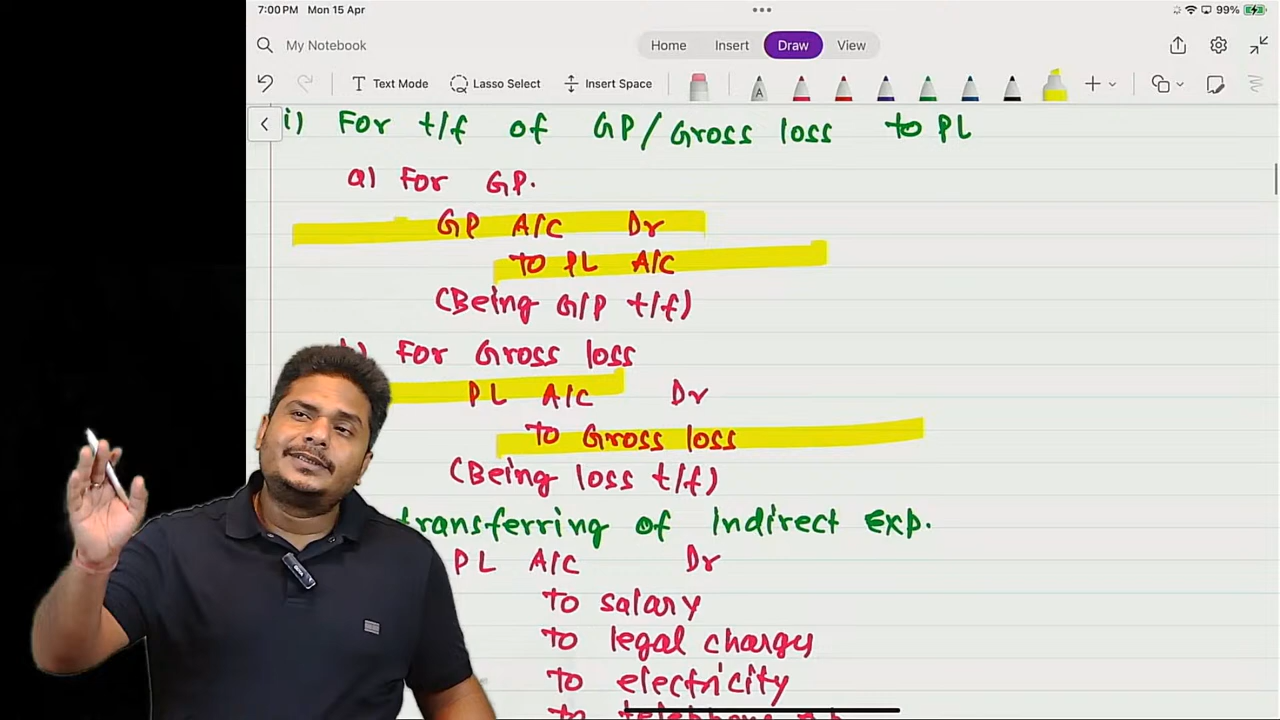 7:00 PM Mon 15 Apr
99%
My Notebook
Home Insert Draw View
Text Mode Lasso Select Insert Space
i) For t/f of GP/Gross loss to PL
a) For GP.
GP A/C Dr
To PL A/C
(Being G/P t/f)
For Gross loss
PL A/C Dr
To Gross loss
(Being loss t/f)
transferring of Indirect Exp.
PL A/C Dr
To salary
To legal charges
To electricity